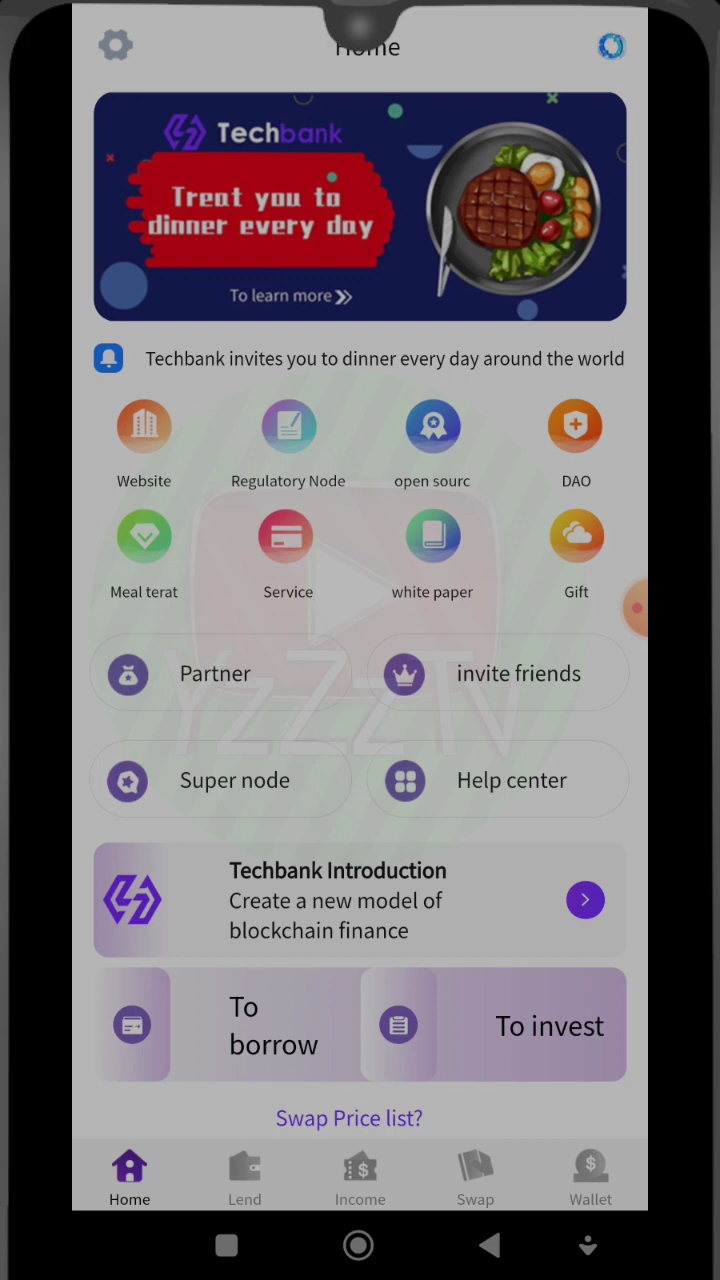 Home
Techbank
Treat you to
dinner every day
To learn more
Techbank invites you to dinner every day around the world
Website
Regulatory Node
open sourc
DAO
Meal terat
Service
white paper
Gift
Partner
invite friends
YzZzTV
Super node
Help center
Techbank Introduction
Create a new model of
blockchain finance
To
borrow
To invest
Swap Price list?
Home
Lend
Income
Swap
Wallet